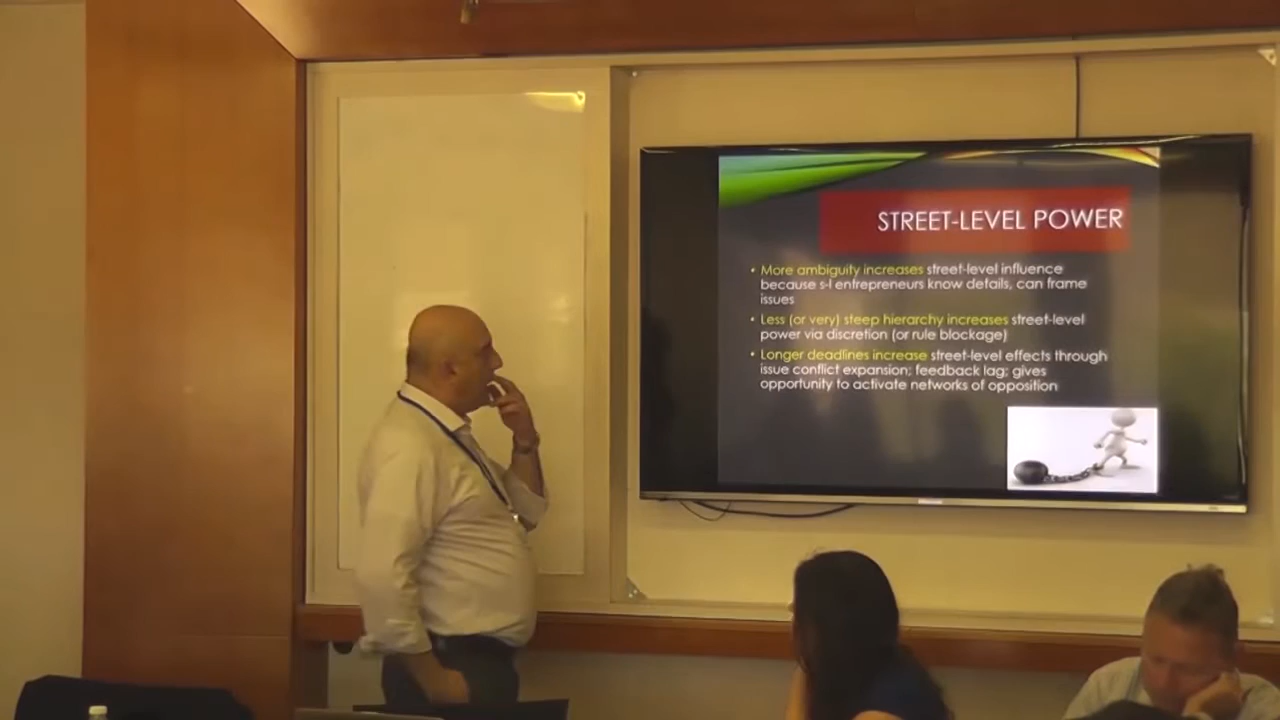 STREET-LEVEL POWER
• More ambiguity increases street-level influence
because s-l entrepreneurs know details, can frame
issues
• Less (or very) steep hierarchy increases street-level
power via discretion (or rule blockage)
• Longer deadlines increase street-level effects through
issue conflict expansion; feedback lag; gives
opportunity to activate networks of opposition